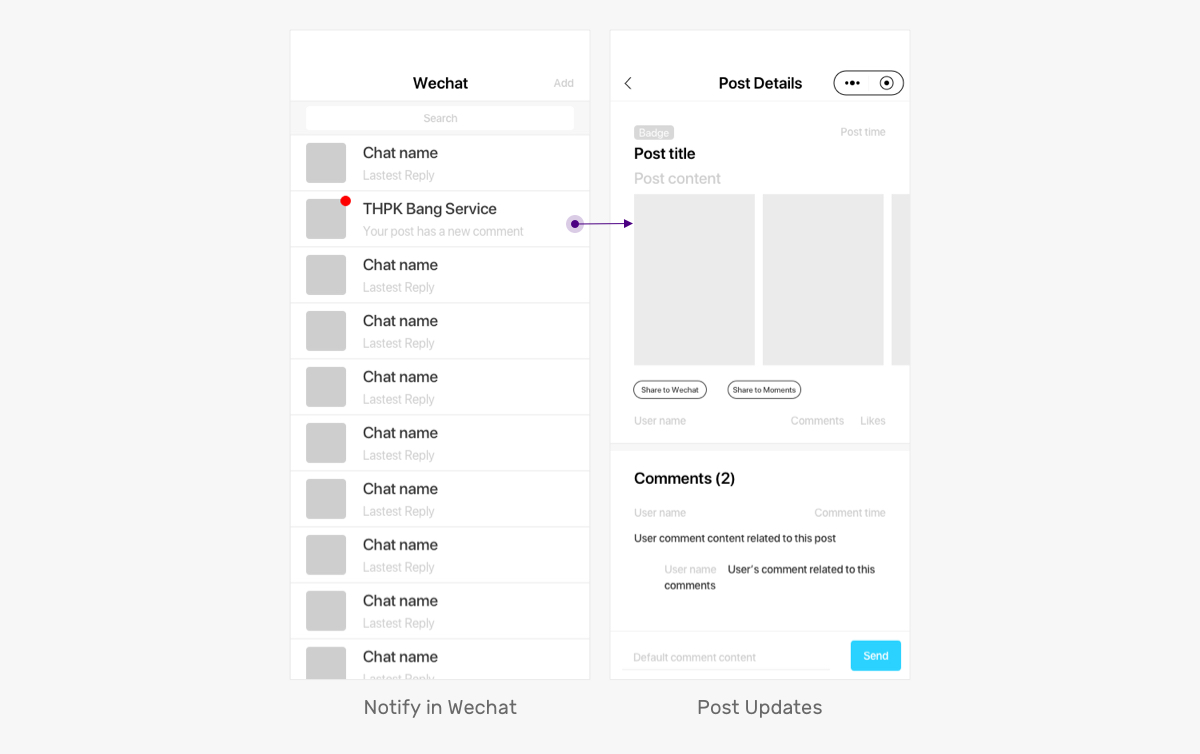 Wechat
Add
Search
Chat name
Lastest Reply
THPK Bang Service
Your post has a new comment
Chat name
Lastest Reply
Chat name
Lastest Reply
Chat name
Lastest Reply
Chat name
Lastest Reply
Chat name
Lastest Reply
Chat name
Lastest Reply
Chat name
Lastest Reply
Chat name
Lastest Reply
Notify in Wechat
Post Details
Badge
Post time
Post title
Post content
Share to Wechat
Share to Moments
User name
Comments
Likes
Comments (2)
User name
Comment time
User comment content related to this post
User name User's comment related to this
comments
Default comment content
Send
Post Updates